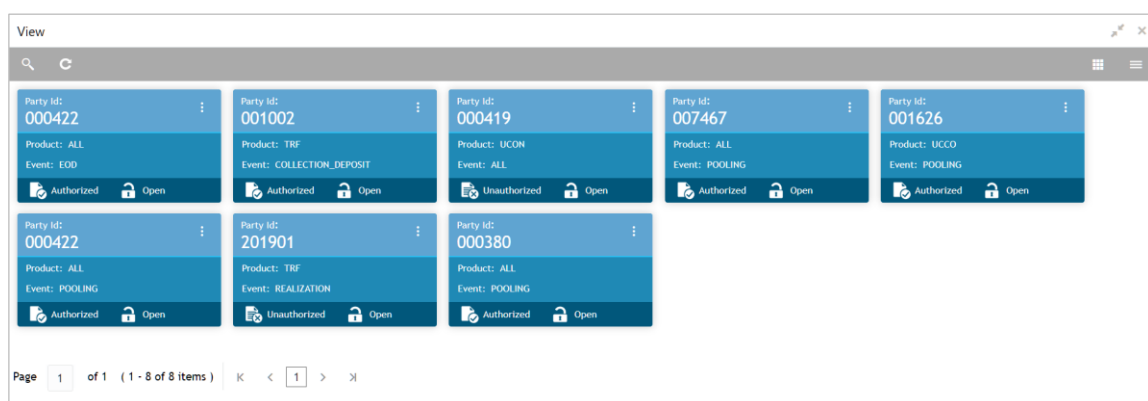 View
Party Id:
000422
Product: ALL
Event: EOD
Authorized Open
Party Id:
001002
Product: TRF
Event: COLLECTION_DEPOSIT
Authorized Open
Party Id:
000419
Product: UCON
Event: ALL
Unauthorized Open
Party Id:
007467
Product: ALL
Event: POOLING
Authorized Open
Party Id:
001626
Product: UCCO
Event: POOLING
Authorized Open
Party Id:
000422
Product: ALL
Event: POOLING
Authorized Open
Party Id:
201901
Product: TRF
Event: REALIZATION
Unauthorized Open
Party Id:
000380
Product: ALL
Event: POOLING
Authorized Open
Page 1 of 1 ( 1 - 8 of 8 items ) 1